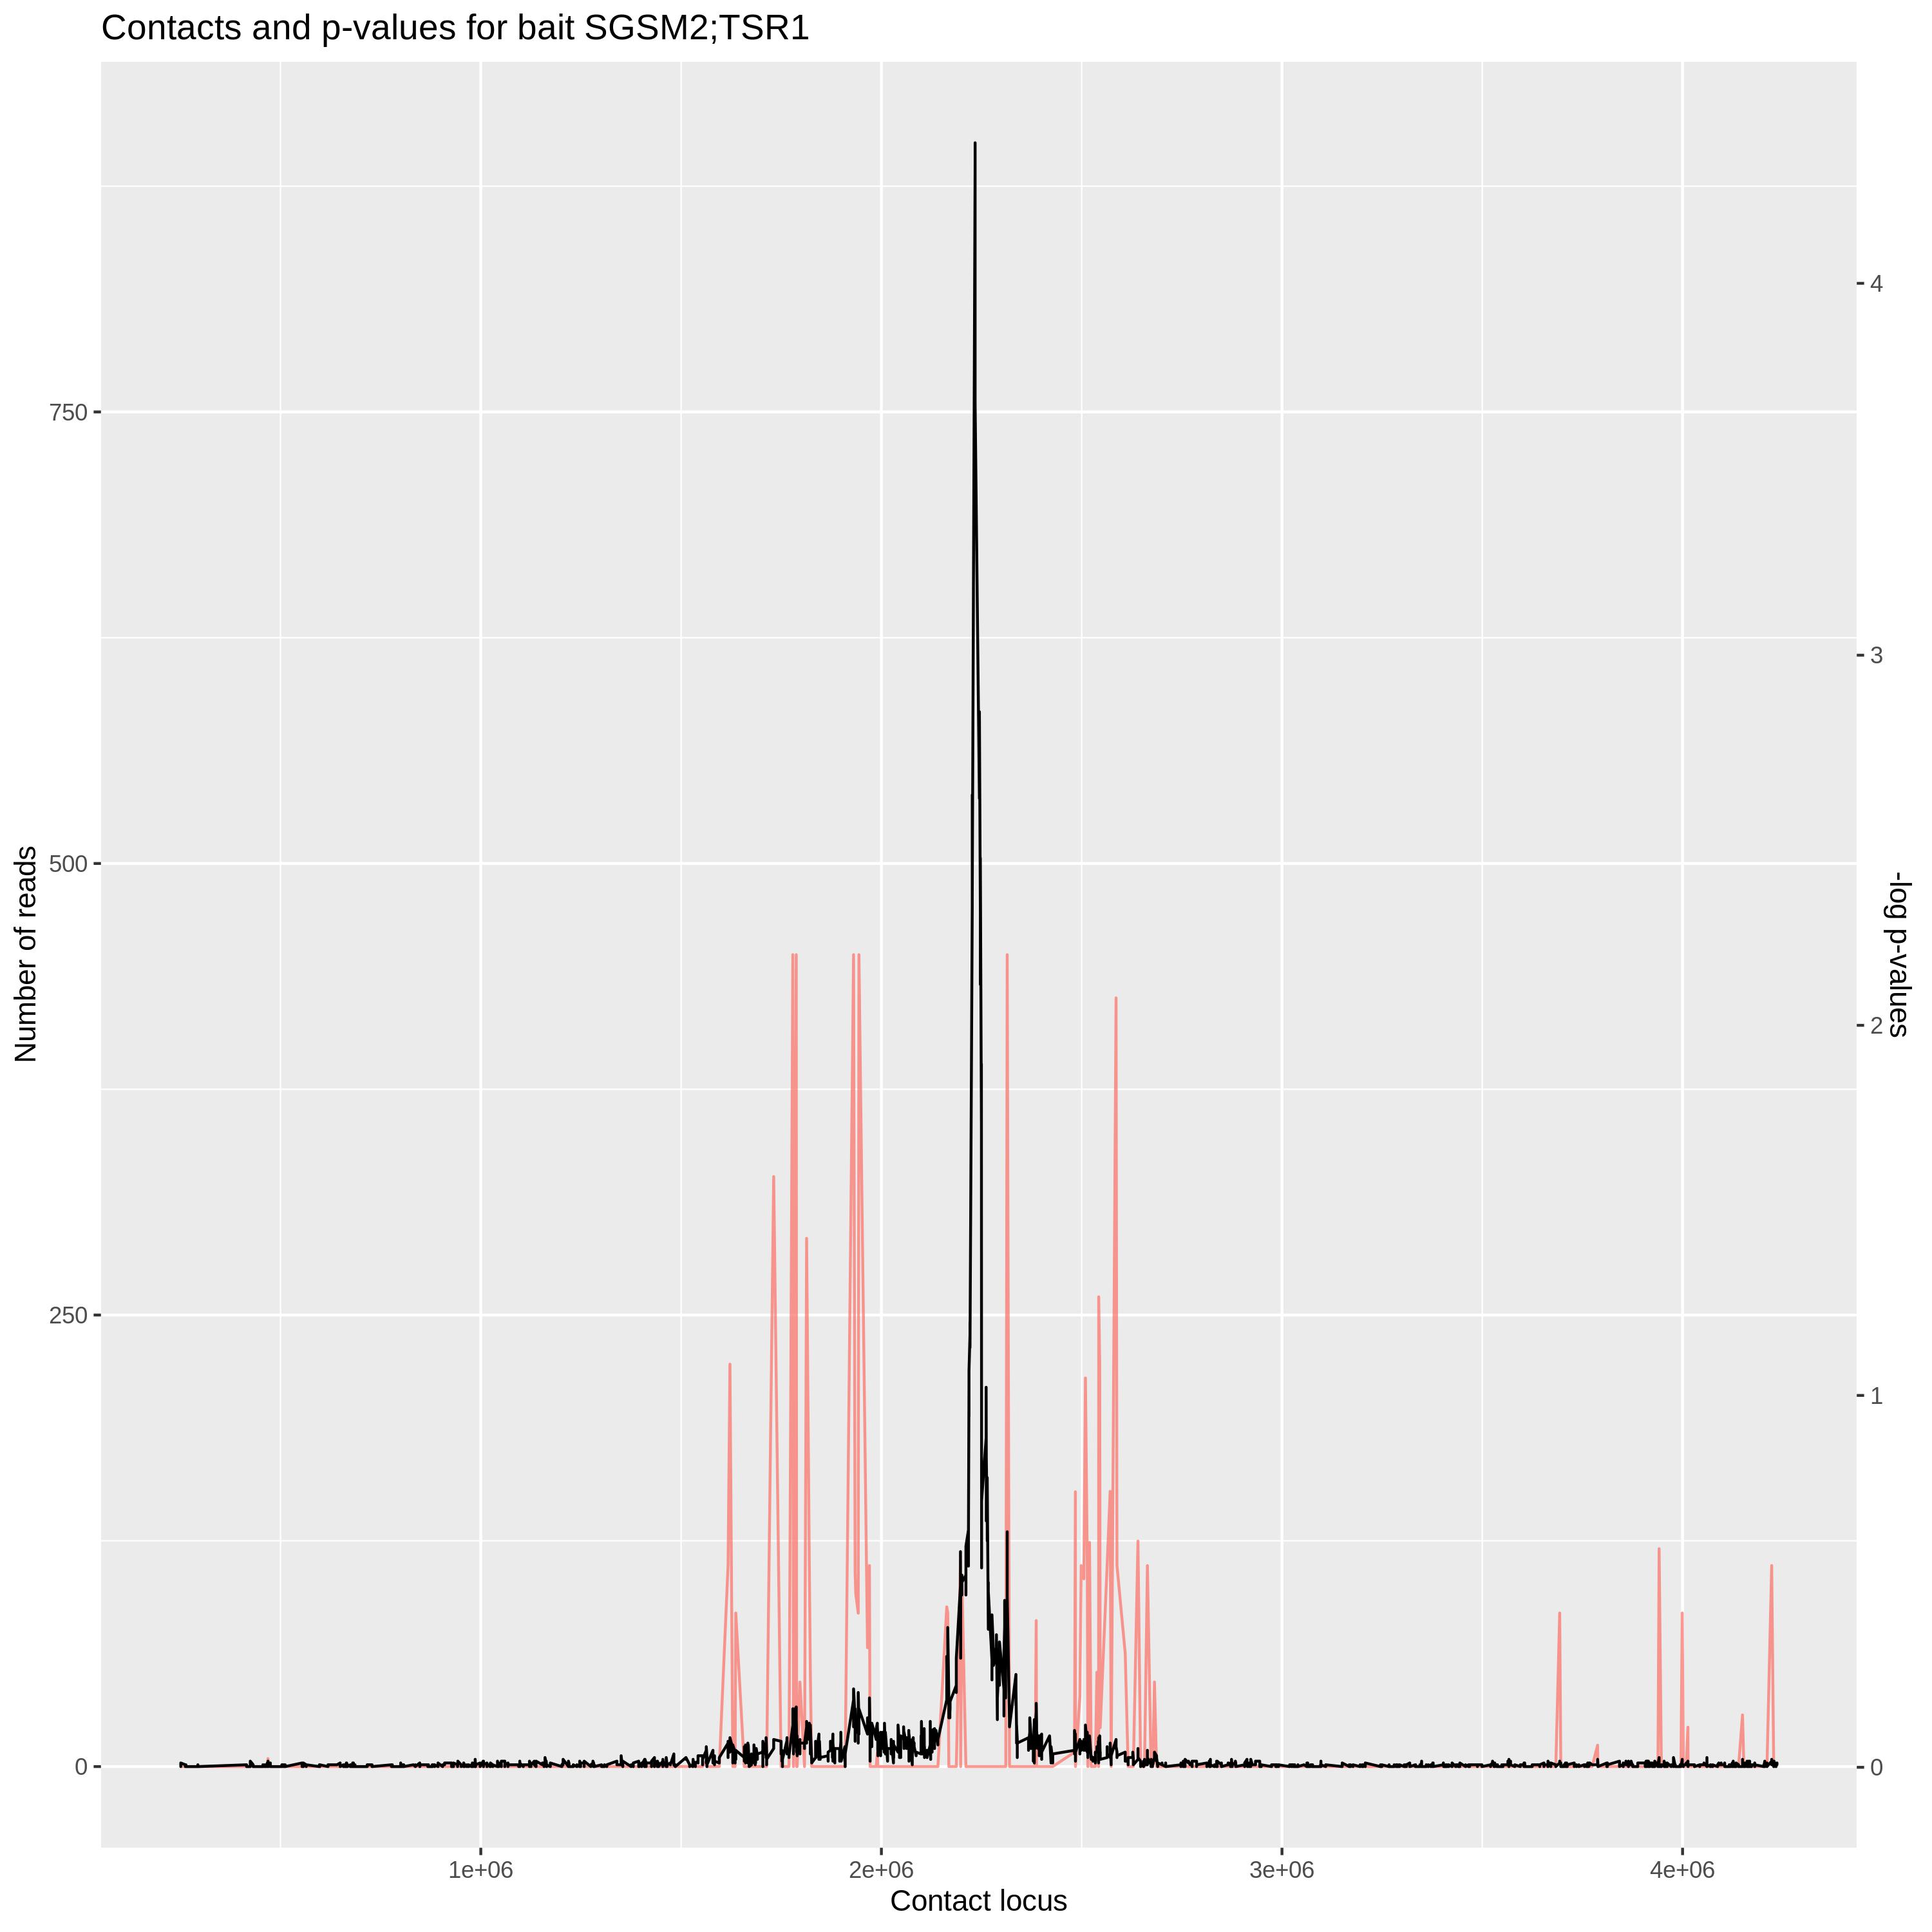 Contacts and p-values for bait SGSM2;TSR1
Number of reads
750
500
250
0
4
3
2
1
0
-log p-values
1e+06 2e+06 3e+06 4e+06
Contact locus